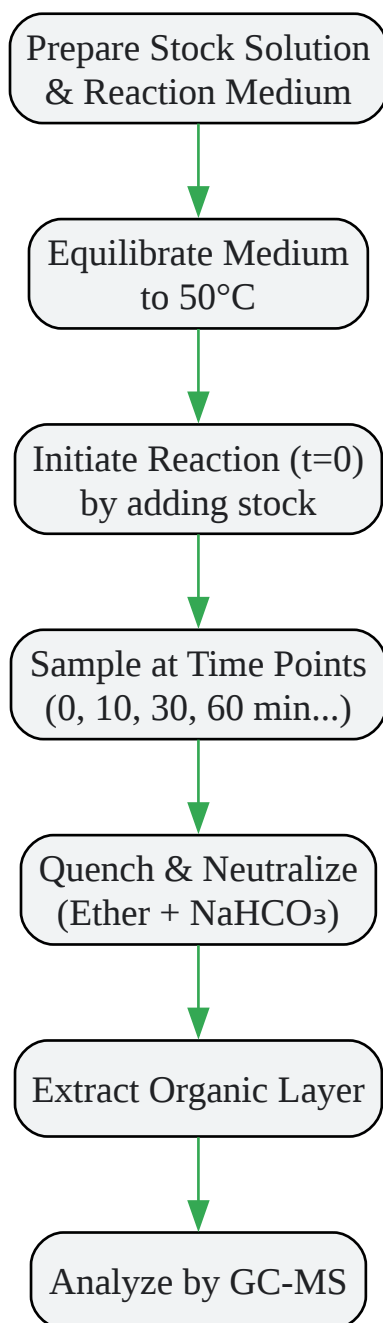 Prepare Stock Solution
& Reaction Medium
Equilibrate Medium
to 50°C
Initiate Reaction (t=0)
by adding stock
Sample at Time Points
(0, 10, 30, 60 min...)
Quench & Neutralize
(Ether + NaHCO₃)
Extract Organic Layer
Analyze by GC-MS